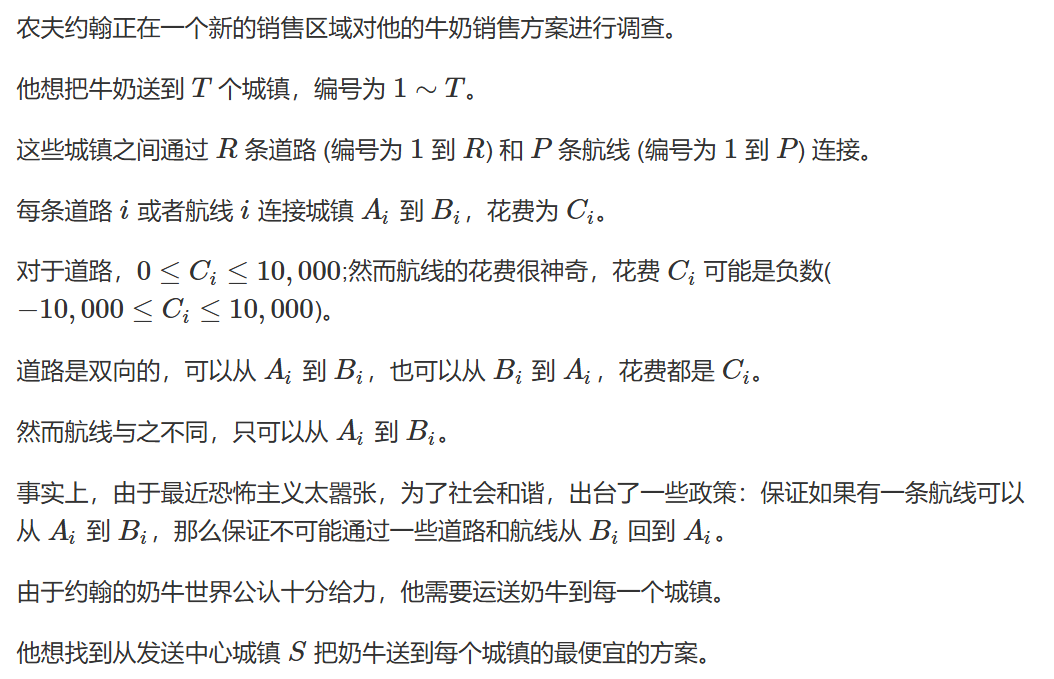 农夫约翰正在一个新的销售区域对他的牛奶销售方案进行调查。
他想把牛奶送到 T 个城镇，编号为 1 ∼ T。
这些城镇之间通过 R 条道路 (编号为 1 到 R) 和 P 条航线 (编号为 1 到 P) 连接。
每条道路 i 或者航线 i 连接城镇 A_i 到 B_i，花费为 C_i。
对于道路，0 ≤ C_i ≤ 10,000;然而航线的花费很神奇，花费 C_i 可能是负数(
−10,000 ≤ C_i ≤ 10,000)。
道路是双向的，可以从 A_i 到 B_i，也可以从 B_i 到 A_i，花费都是 C_i。
然而航线与之不同，只可以从 A_i 到 B_i。
事实上，由于最近恐怖主义太嚣张，为了社会和谐，出台了一些政策：保证如果有一条航线可以
从 A_i 到 B_i，那么保证不可能通过一些道路和航线从 B_i 回到 A_i。
由于约翰的奶牛世界公认十分给力，他需要运送奶牛到每一个城镇。
他想找到从发送中心城镇 S 把奶牛送到每个城镇的最便宜的方案。